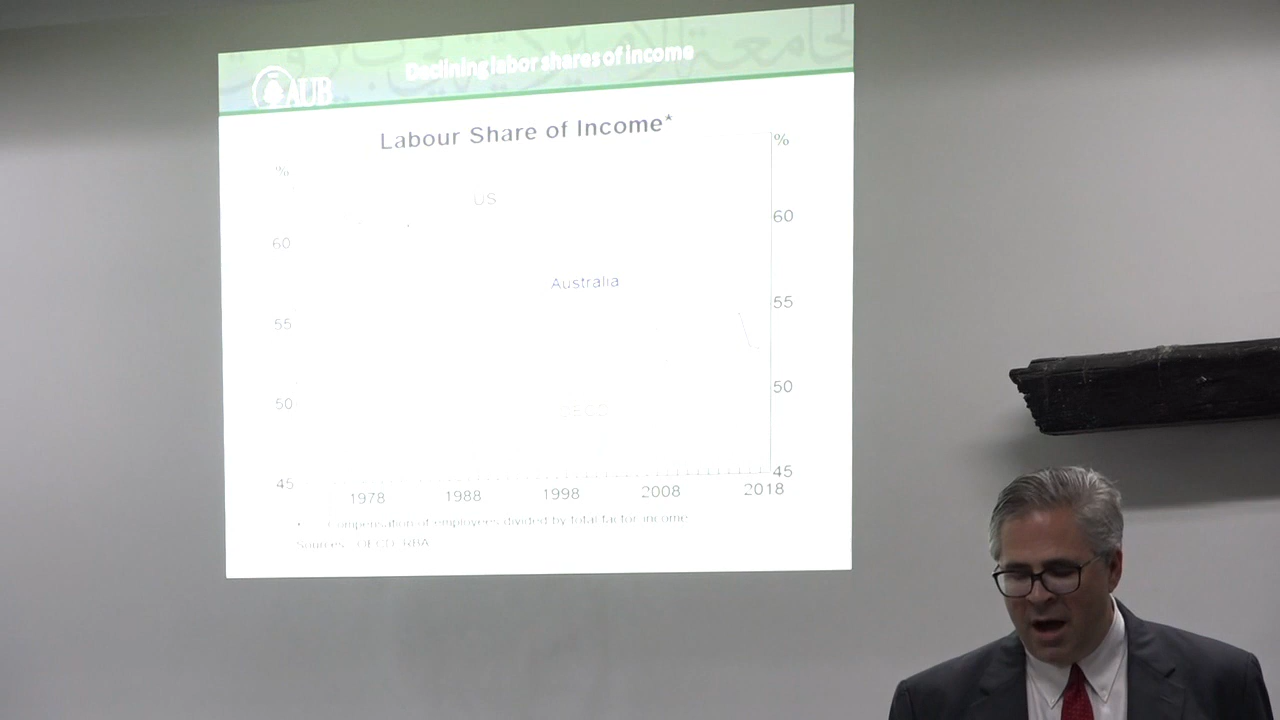 Declining labor shares of income
AUB
Labour Share of Income*
% %
US
60 60
Australia
55 55
50 50
OECD
45 45
1978 1988 1998 2008 2018
* Compensation of employees divided by total factor income
Sources: OECD; RBA